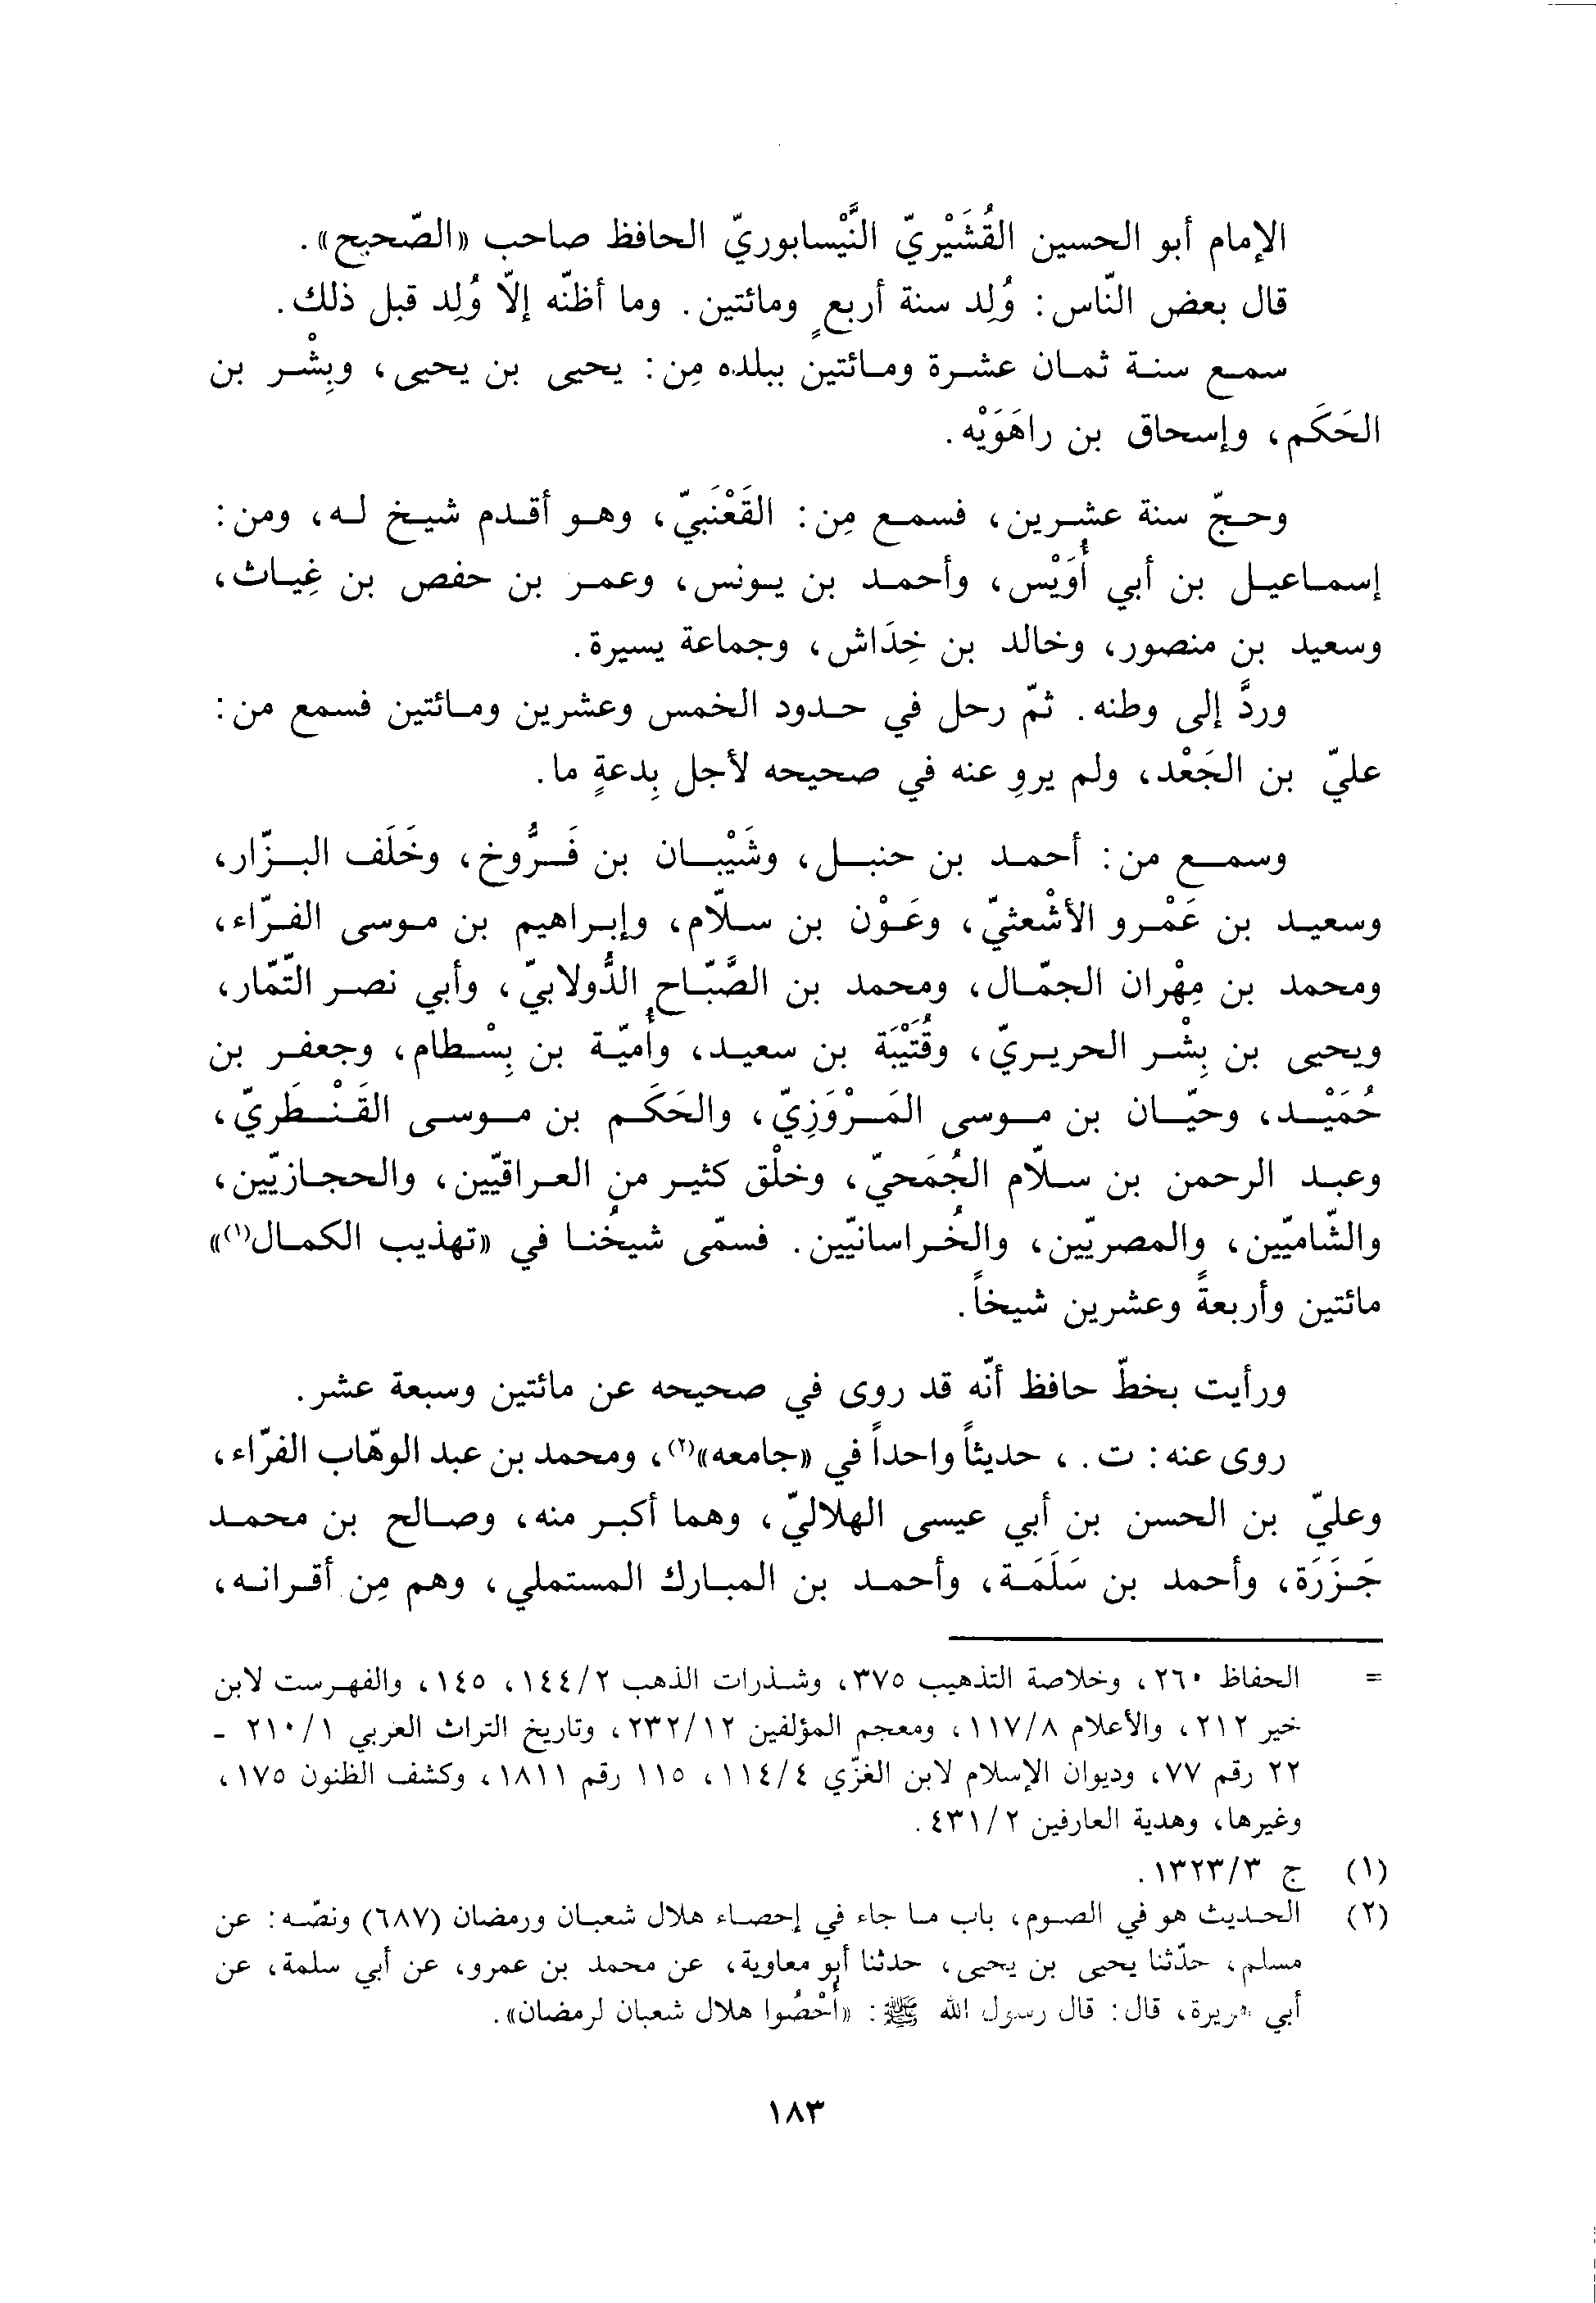 الإمام أبو الحسين القُشَيْريّ النَّيْسابوريّ الحافظ صاحب «الصّحيح».
قال بعض النّاس: وُلِد سنة أربعٍ ومائتين. وما أظنّه إلّا وُلِد قبل ذلك.
سمع سنة ثمان عشرة ومائتين ببلده مِن: يحيى بن يحيى، وبِشْر بن
الحَكَم، وإسحاق بن راهَوَيْه.
وحجّ سنة عشرين، فسمع مِن: القَعْنَبيّ، وهو أقدم شيخ له، ومن:
إسماعيل بن أبي أُوَيْس، وأحمد بن يونس، وعمر بن حفص بن غِياث،
وسعيد بن منصور، وخالد بن خِدَاش، وجماعة يسيرة.
وردَّ إلى وطنه. ثمّ رحل في حدود الخمس وعشرين ومائتين فسمع من:
عليّ بن الجَعْد، ولم يروِ عنه في صحيحه لأجل بِدعةٍ ما.
وسمع من: أحمد بن حنبل، وشَيْبان بن فَرُّوخ، وخَلَف البزّار،
وسعيد بن عَمْرو الأشْعثيّ، وعَوْن بن سلّام، وإبراهيم بن موسى الفرّاء،
ومحمد بن مِهْران الجمّال، ومحمد بن الصَّبّاح الدُّولابيّ، وأبي نصر التّمّار،
ويحيى بن بِشْر الحريريّ، وقُتَيْبَة بن سعيد، وأُميّة بن بِسْطام، وجعفر بن
حُمَيْد، وحيّان بن موسى المَرْوَزِيّ، والحَكَم بن موسى القَنْطَريّ،
وعبد الرحمن بن سلّام الجُمَحيّ، وخلْق كثير من العراقيّين، والحجازيّين،
والشّاميّين، والمصريّين، والخُراسانيّين. فسمّى شيخُنا في «تهذيب الكمال(١)»
مائتين وأربعةً وعشرين شيخاً.
ورأيت بخطّ حافظ أنّه قد روى في صحيحه عن مائتين وسبعة عشر.
روى عنه: ت. ، حديثاً واحداً في «جامعه»(٢)، ومحمد بن عبد الوهّاب الفرّاء،
وعليّ بن الحسن بن أبي عيسى الهلاليّ، وهما أكبر منه، وصالح بن محمد
جَزَرَة، وأحمد بن سَلَمَة، وأحمد بن المبارك المستملي، وهم مِن أقرانه،
= الحفاظ ٢٦٠، وخلاصة التذهيب ٣٧٥، وشذرات الذهب ١٤٤/٢، ١٤٥، والفهرست لابن
خير ٢١٢، والأعلام ١١٧/٨، ومعجم المؤلفين ٢٣٢/١٢، وتاريخ التراث العربي ٢١٠/١ -
٢٢ رقم ٧٧، وديوان الإسلام لابن الغزّي ١١٤/٤، ١١٥ رقم ١٨١١، وكشف الظنون ١٧٥،
وغيرها، وهدية العارفين ٤٣١/٢.
(١) ج ١٣٢٣/٣.
(٢) الحديث هو في الصوم، باب ما جاء في إحصاء هلال شعبان ورمضان (٦٨٧) ونصّه: عن
مسلم، حدّثنا يحيى بن يحيى، حدثنا أبو معاوية، عن محمد بن عمرو، عن أبي سلمة، عن
أبي هريرة، قال: قال رسول الله ﷺ: «أُحْصُوا هلال شعبان لرمضان».
١٨٣